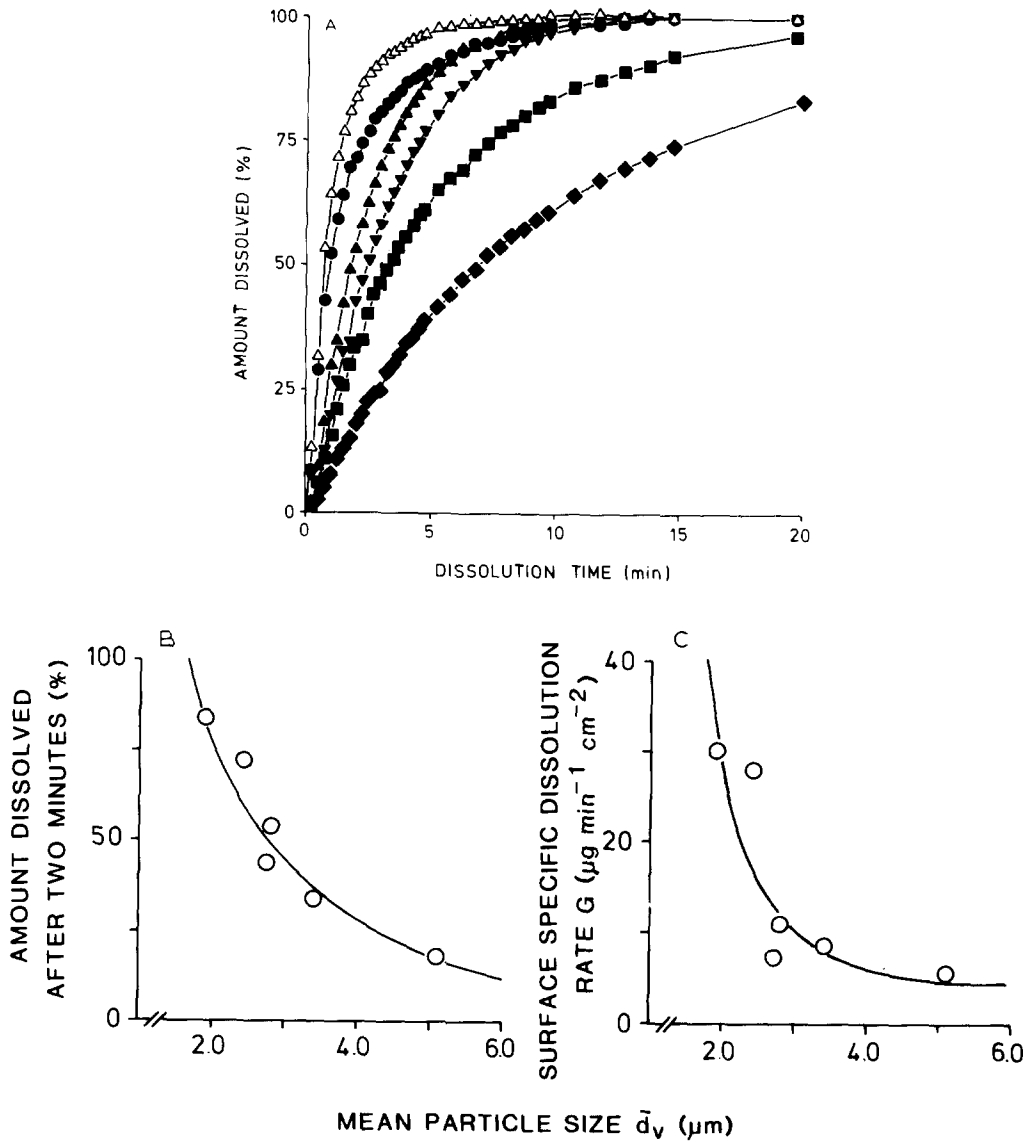 A
AMOUNT DISSOLVED (%)
100
75
50
25
0
0 5 10 15 20
DISSOLUTION TIME (min)
B
AMOUNT DISSOLVED
AFTER TWO MINUTES (%)
100
50
0
2.0 4.0 6.0
C
SURFACE SPECIFIC DISSOLUTION
RATE G (µg min⁻¹ cm⁻²)
40
20
0
2.0 4.0 6.0
MEAN PARTICLE SIZE d̄ᵥ (µm)